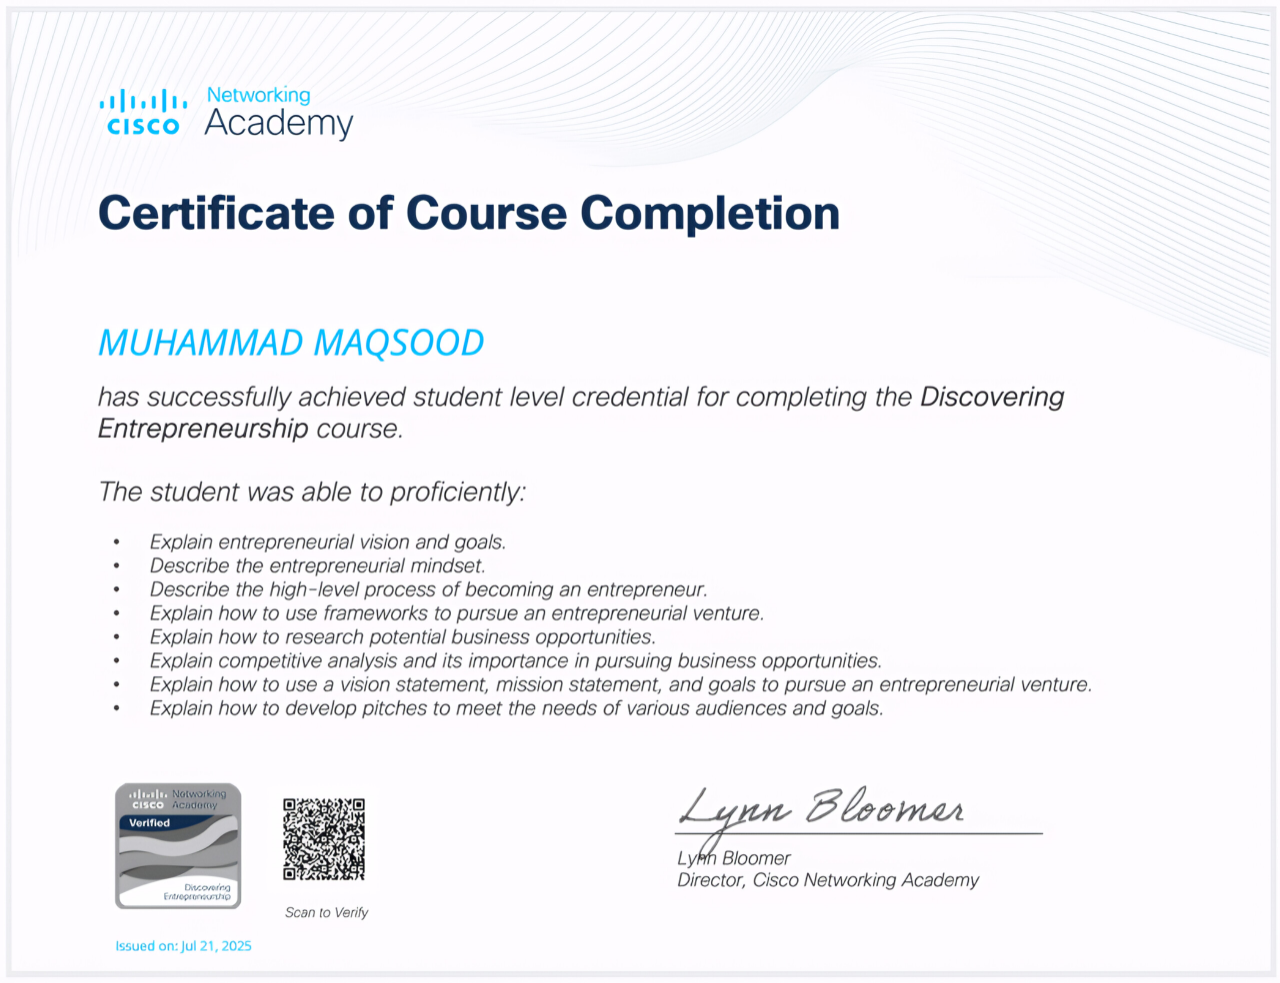 Networking
CISCO Academy
Certificate of Course Completion
MUHAMMAD MAQSOOD
has successfully achieved student level credential for completing the Discovering
Entrepreneurship course.
The student was able to proficiently:
• Explain entrepreneurial vision and goals.
• Describe the entrepreneurial mindset.
• Describe the high-level process of becoming an entrepreneur.
• Explain how to use frameworks to pursue an entrepreneurial venture.
• Explain how to research potential business opportunities.
• Explain competitive analysis and its importance in pursuing business opportunities.
• Explain how to use a vision statement, mission statement, and goals to pursue an entrepreneurial venture.
• Explain how to develop pitches to meet the needs of various audiences and goals.
Networking
CISCO Academy
Verified
Discovering
Entrepreneurship
Scan to Verify
Issued on: Jul 21, 2025
Lynn Bloomer
Lynn Bloomer
Director, Cisco Networking Academy